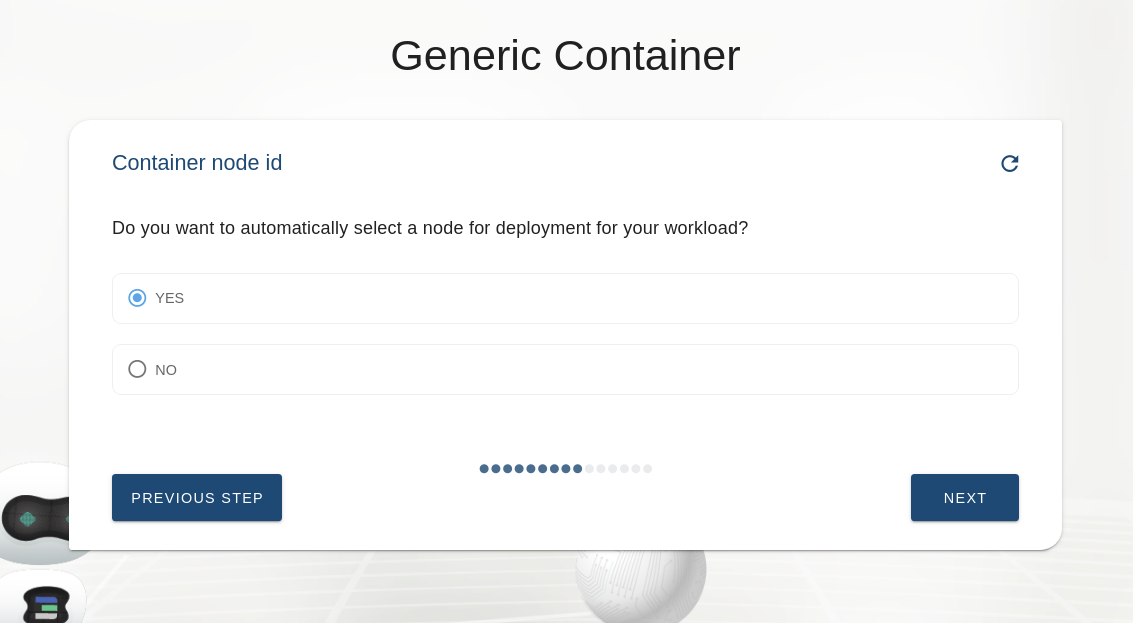 Generic Container
Container node id
Do you want to automatically select a node for deployment for your workload?
YES
NO
PREVIOUS STEP
NEXT